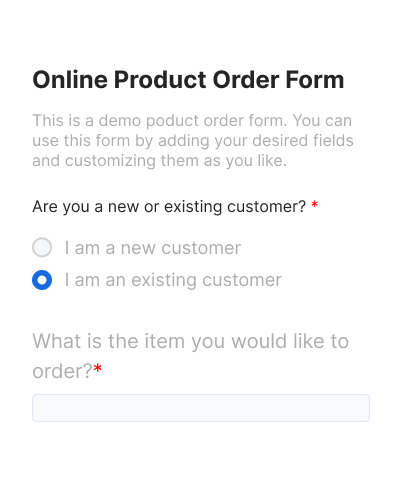 Online Product Order Form
This is a demo poduct order form. You can
use this form by adding your desired fields
and customizing them as you like.
Are you a new or existing customer? *
I am a new customer
I am an existing customer
What is the item you would like to
order?*